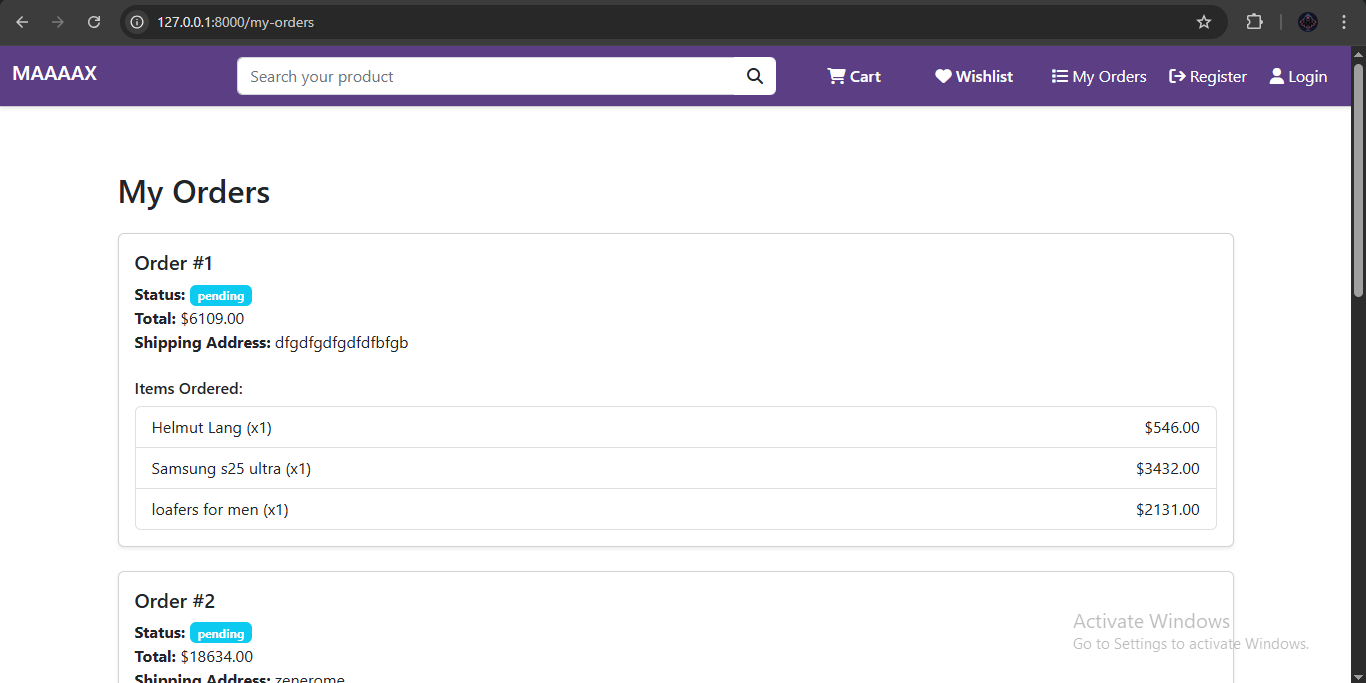 127.0.0.1:8000/my-orders
MAAAAX
Search your product
Cart
Wishlist
My Orders
Register
Login
My Orders
Order #1
Status: pending
Total: $6109.00
Shipping Address: dfgdfgdfgdfdfbfgb
Items Ordered:
Helmut Lang (x1) $546.00
Samsung s25 ultra (x1) $3432.00
loafers for men (x1) $2131.00
Order #2
Status: pending
Total: $18634.00
Shipping Address: zenerome
Activate Windows
Go to Settings to activate Windows.